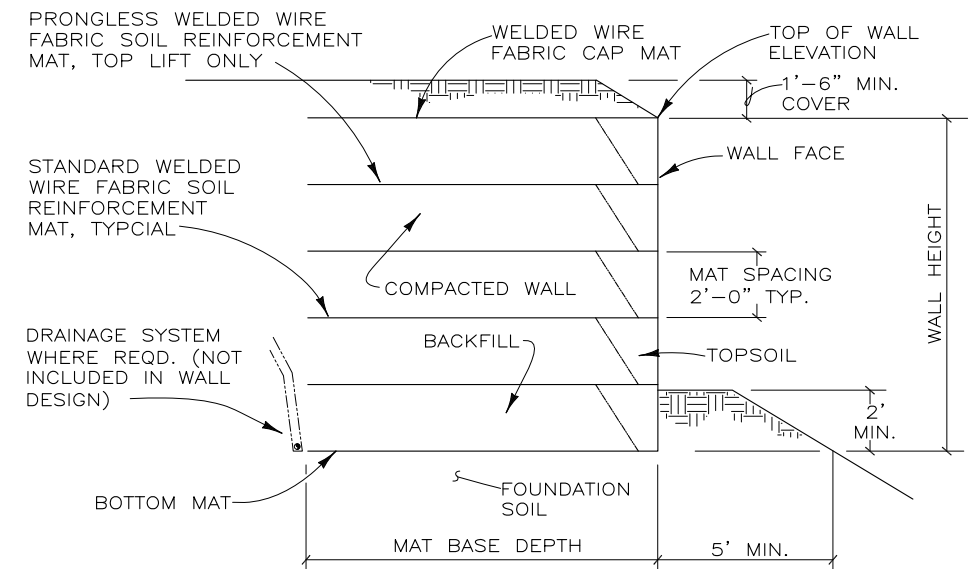 PRONGLESS WELDED WIRE
FABRIC SOIL REINFORCEMENT
MAT, TOP LIFT ONLY
WELDED WIRE
FABRIC CAP MAT
TOP OF WALL
ELEVATION
1'-6" MIN.
COVER
WALL FACE
STANDARD WELDED
WIRE FABRIC SOIL
REINFORCEMENT
MAT, TYPCIAL
COMPACTED WALL
MAT SPACING
2'-0" TYP.
WALL HEIGHT
DRAINAGE SYSTEM
WHERE REQD. (NOT
INCLUDED IN WALL
DESIGN)
BACKFILL
TOPSOIL
2'
MIN.
BOTTOM MAT
FOUNDATION
SOIL
MAT BASE DEPTH
5' MIN.